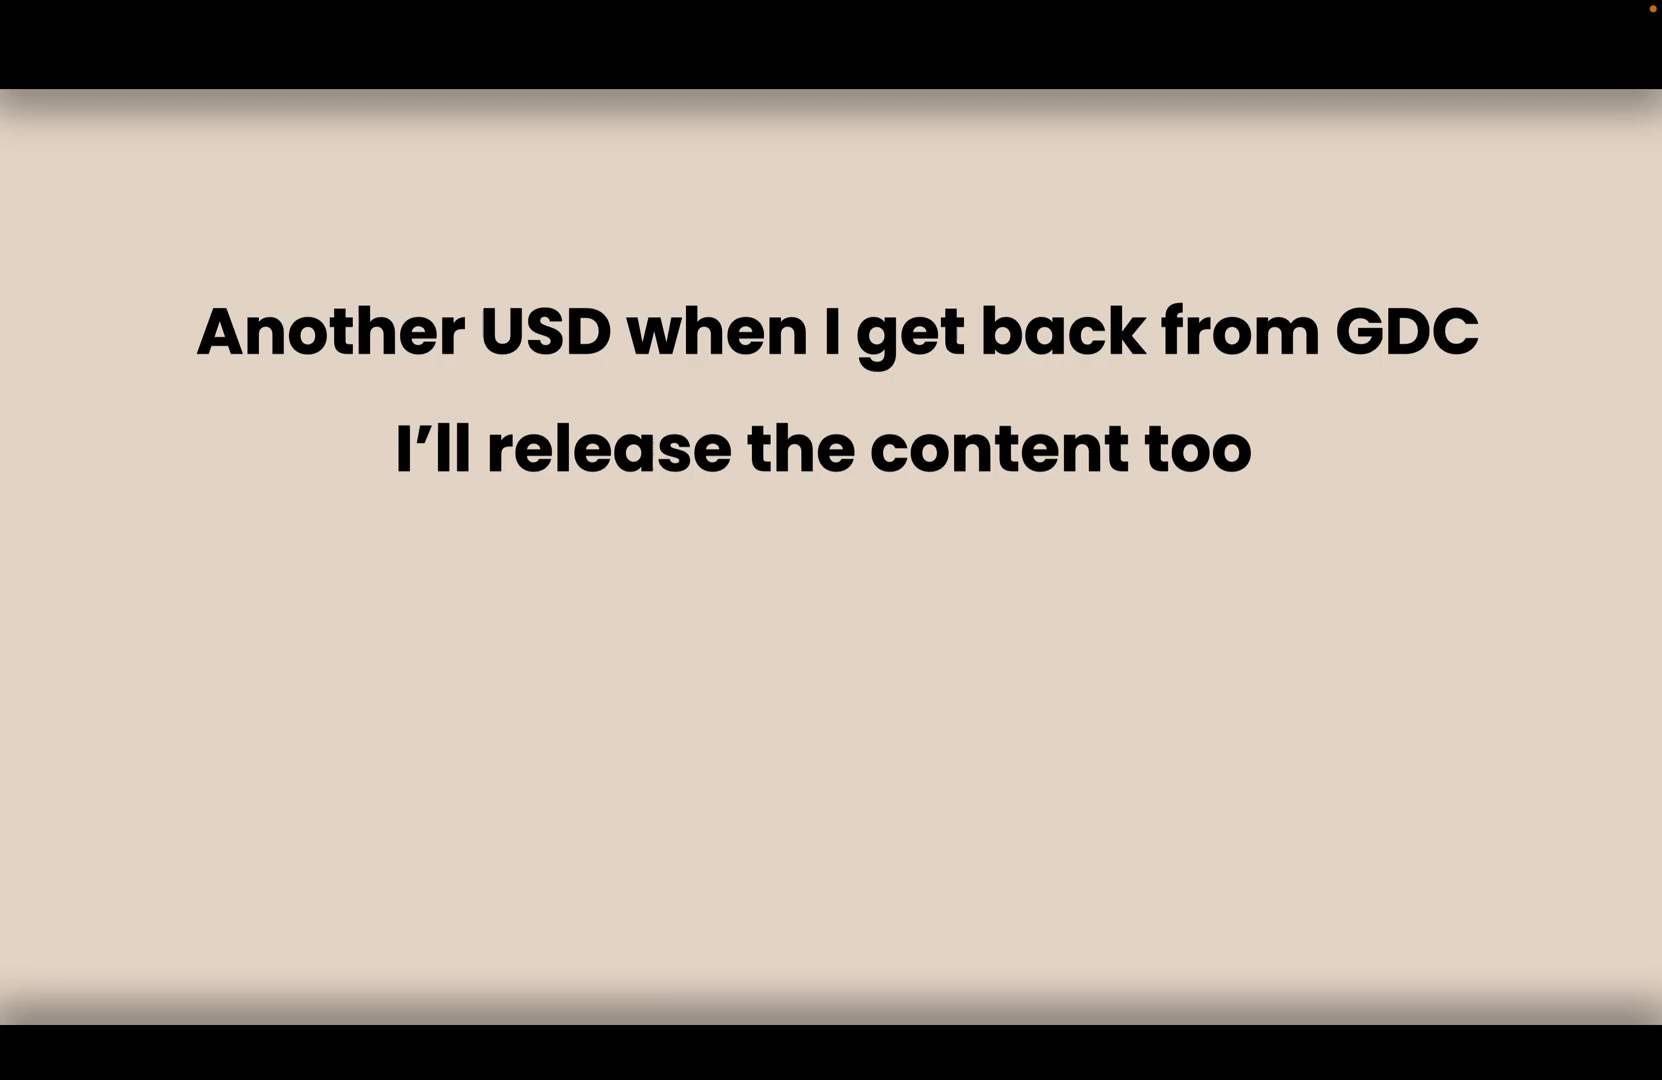 Another USD when I get back from GDC
I’ll release the content too